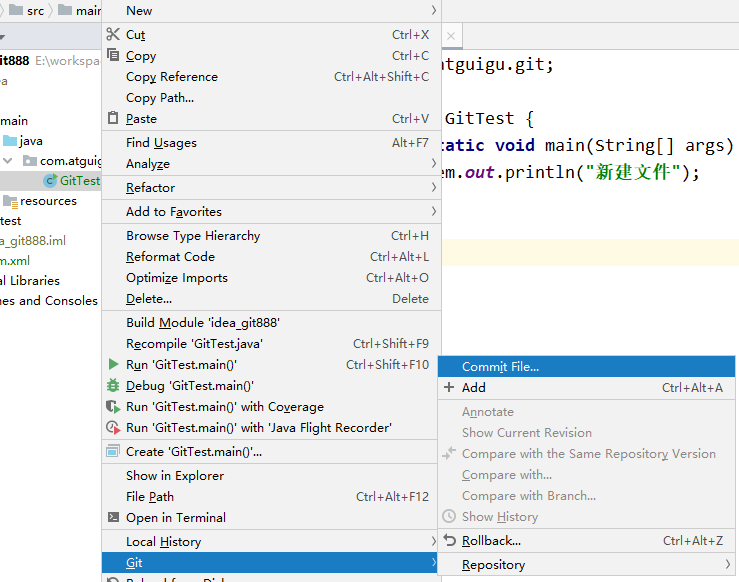 src main
it888 E:\workspa
ea
main
java
com.atguig
GitTest
resources
test
a_git888.iml
m.xml
al Libraries
nes and Consoles
New
Cut Ctrl+X
Copy Ctrl+C
Copy Reference Ctrl+Alt+Shift+C
Copy Path...
Paste Ctrl+V
Find Usages Alt+F7
Analyze
Refactor
Add to Favorites
Browse Type Hierarchy Ctrl+H
Reformat Code Ctrl+Alt+L
Optimize Imports Ctrl+Alt+O
Delete... Delete
Build Module 'idea_git888'
Recompile 'GitTest.java' Ctrl+Shift+F9
Run 'GitTest.main()' Ctrl+Shift+F10
Debug 'GitTest.main()'
Run 'GitTest.main()' with Coverage
Run 'GitTest.main()' with 'Java Flight Recorder'
Create 'GitTest.main()'...
Show in Explorer
File Path Ctrl+Alt+F12
Open in Terminal
Local History
Git
Reload from Disk
tguigu.git;
GitTest {
tatic void main(String[] args)
em.out.println("新建文件");
Commit File...
Add Ctrl+Alt+A
Annotate
Show Current Revision
Compare with the Same Repository Version
Compare with...
Compare with Branch...
Show History
Rollback... Ctrl+Alt+Z
Repository